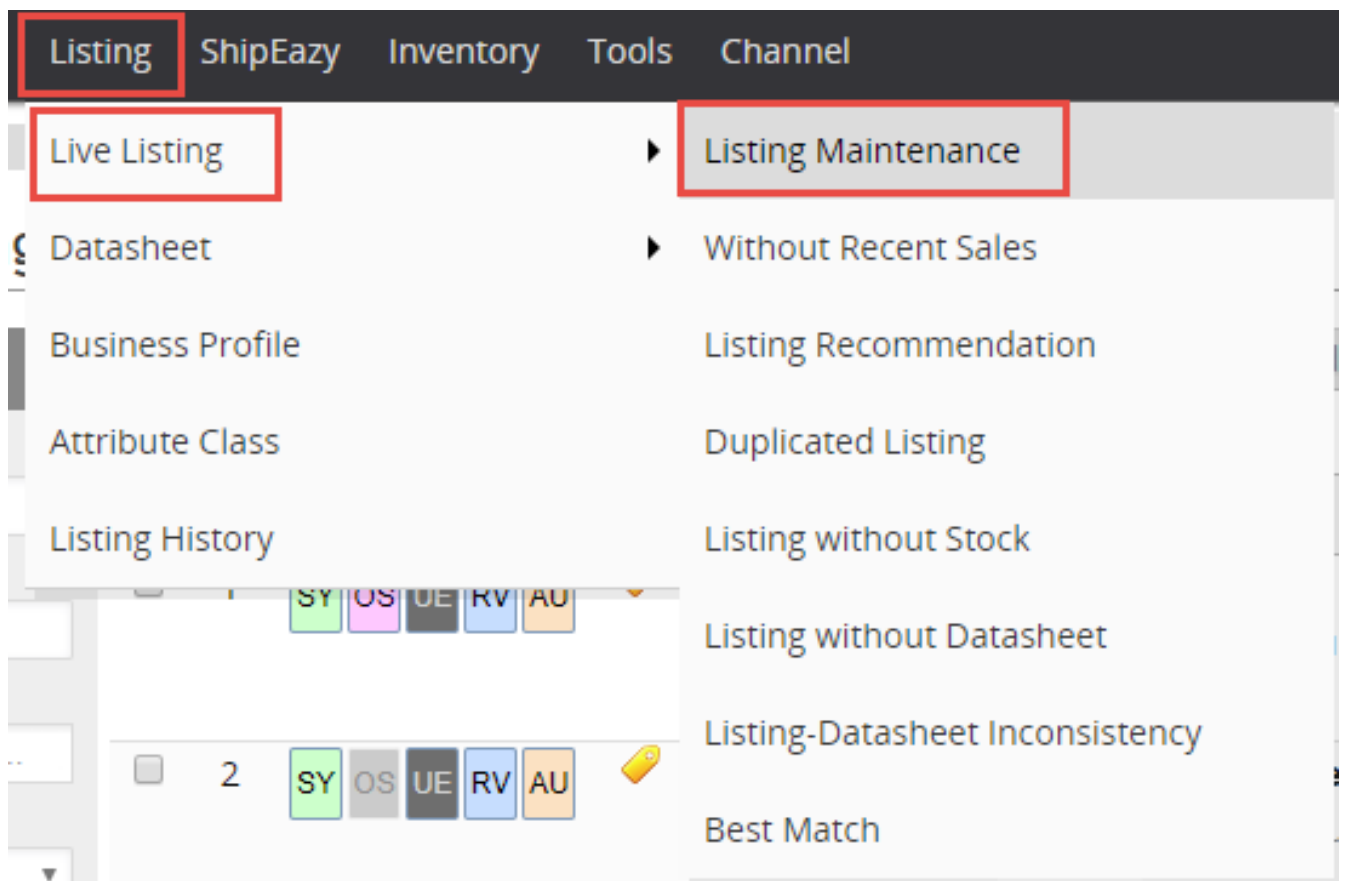 Listing ShipEazy Inventory Tools Channel
Live Listing
Datasheet
Business Profile
Attribute Class
Listing History
Listing Maintenance
Without Recent Sales
Listing Recommendation
Duplicated Listing
Listing without Stock
Listing without Datasheet
Listing-Datasheet Inconsistency
Best Match
SY OS UE RV AU
2 SY OS UE RV AU